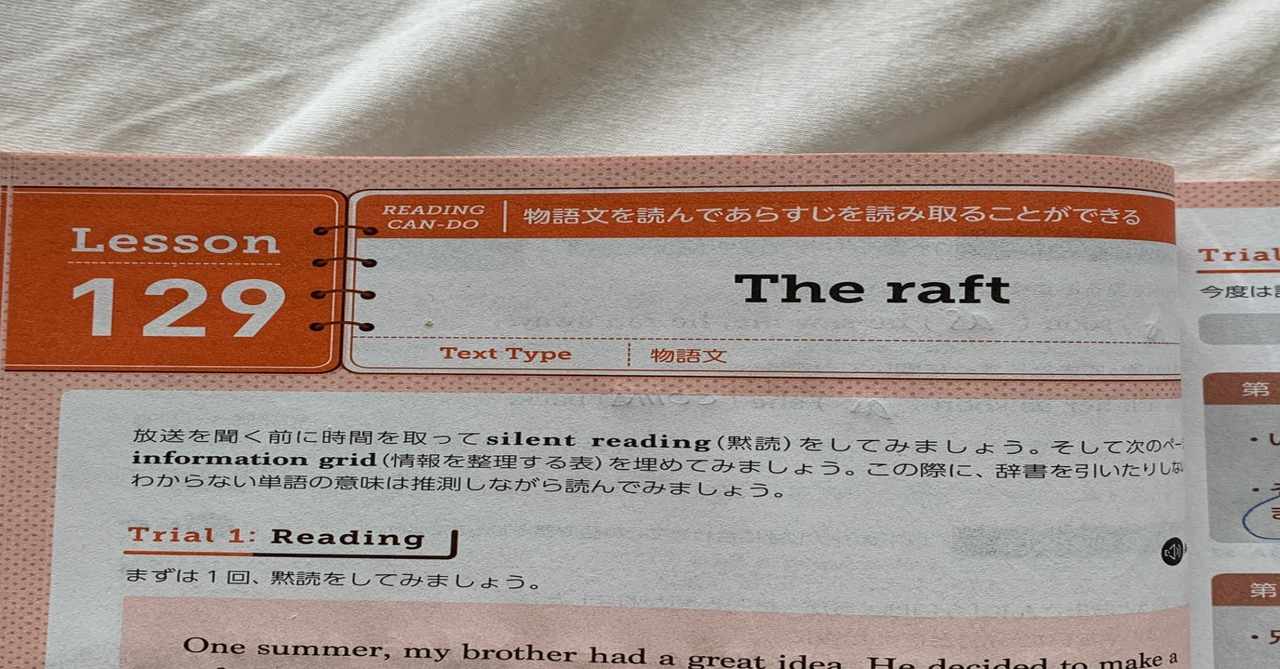 Lesson
129
READING
CAN-DO
物語文を読んであらすじを読み取ることができる
The raft
Text Type
物語文
放送を聞く前に時間を取ってsilent reading(黙読)をしてみましょう。そして次のペー
information grid(情報を整理する表)を埋めてみましょう。この際に、辞書を引いたりしな
わからない単語の意味は推測しながら読んでみましょう。
Trial 1: Reading
まずは1回、黙読をしてみましょう。
One summer, my brother had a great idea. He decided to make a
Trial
今度は
第
第